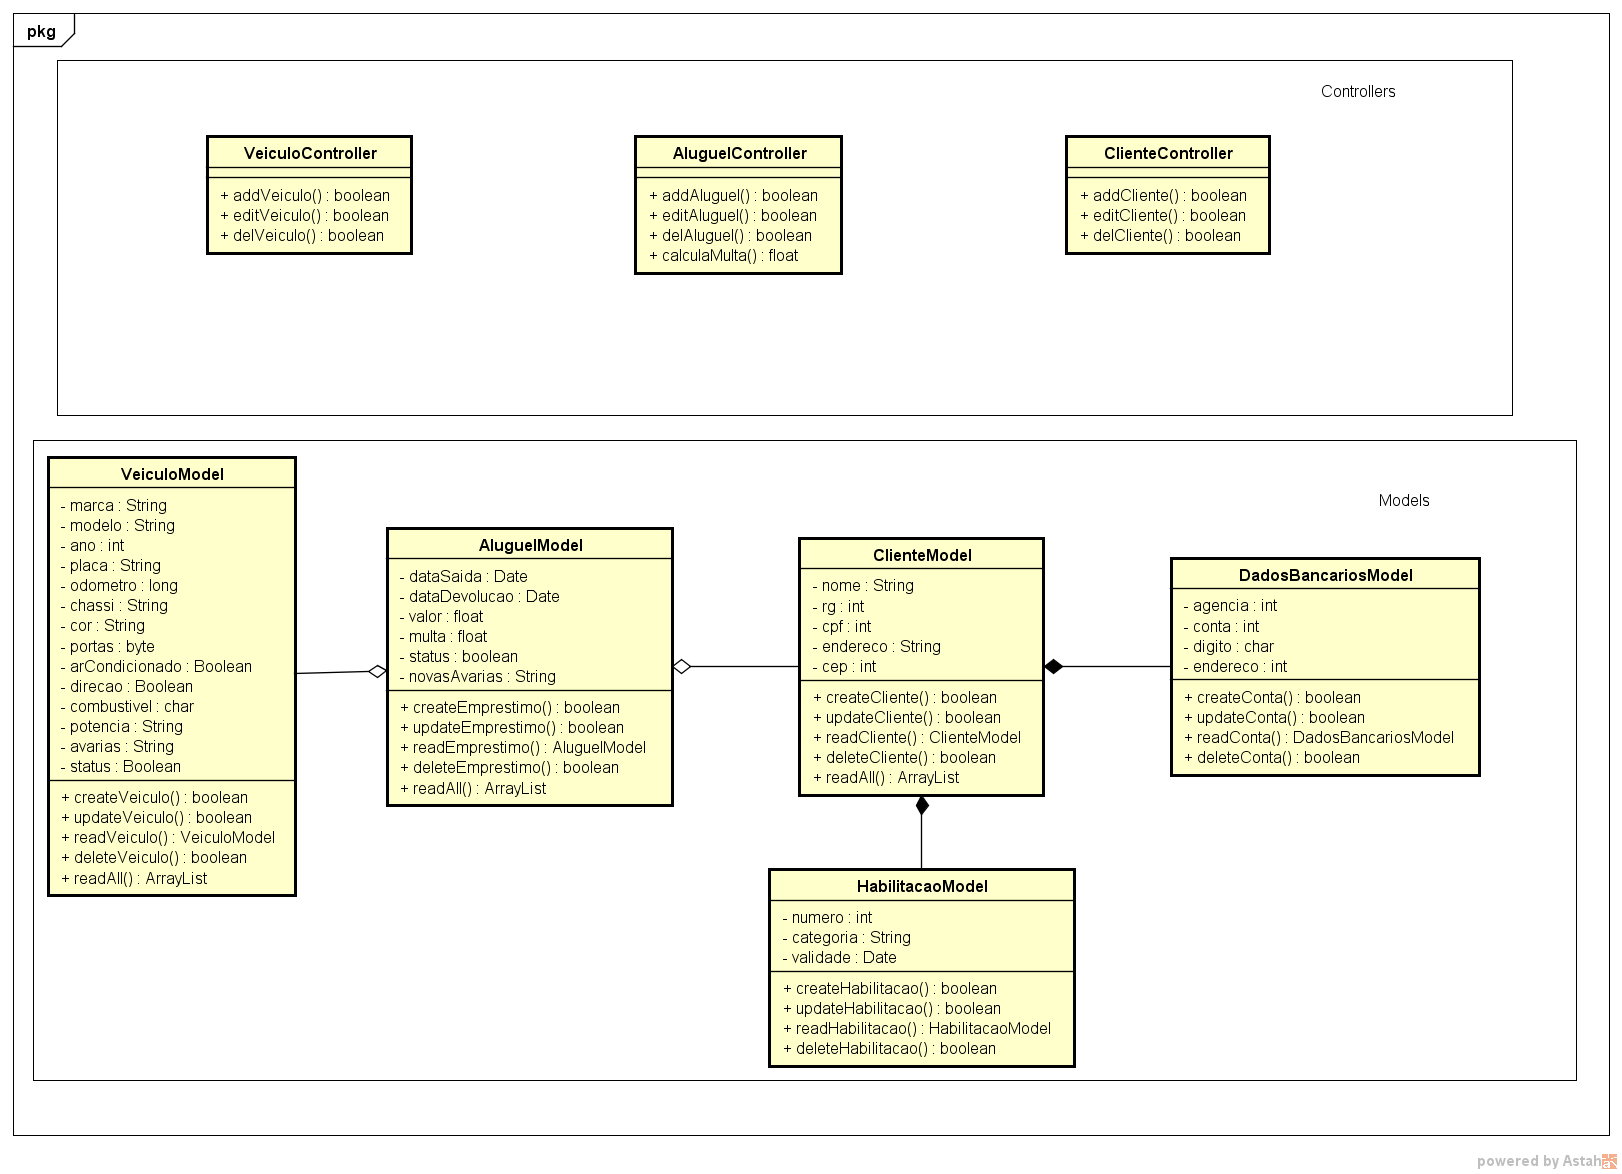 pkg
Controllers
VeiculoController
+ addVeiculo() : boolean
+ editVeiculo() : boolean
+ delVeiculo() : boolean
AluguelController
+ addAluguel() : boolean
+ editAluguel() : boolean
+ delAluguel() : boolean
+ calculaMulta() : float
ClienteController
+ addCliente() : boolean
+ editCliente() : boolean
+ delCliente() : boolean
Models
VeiculoModel
- marca : String
- modelo : String
- ano : int
- placa : String
- odometro : long
- chassi : String
- cor : String
- portas : byte
- arCondicionado : Boolean
- direcao : Boolean
- combustivel : char
- potencia : String
- avarias : String
- status : Boolean
+ createVeiculo() : boolean
+ updateVeiculo() : boolean
+ readVeiculo() : VeiculoModel
+ deleteVeiculo() : boolean
+ readAll() : ArrayList
AluguelModel
- dataSaida : Date
- dataDevolucao : Date
- valor : float
- multa : float
- status : boolean
- novasAvarias : String
+ createEmprestimo() : boolean
+ updateEmprestimo() : boolean
+ readEmprestimo() : AluguelModel
+ deleteEmprestimo() : boolean
+ readAll() : ArrayList
ClienteModel
- nome : String
- rg : int
- cpf : int
- endereco : String
- cep : int
+ createCliente() : boolean
+ updateCliente() : boolean
+ readCliente() : ClienteModel
+ deleteCliente() : boolean
+ readAll() : ArrayList
DadosBancariosModel
- agencia : int
- conta : int
- digito : char
- endereco : int
+ createConta() : boolean
+ updateConta() : boolean
+ readConta() : DadosBancariosModel
+ deleteConta() : boolean
HabilitacaoModel
- numero : int
- categoria : String
- validade : Date
+ createHabilitacao() : boolean
+ updateHabilitacao() : boolean
+ readHabilitacao() : HabilitacaoModel
+ deleteHabilitacao() : boolean
powered by Astah